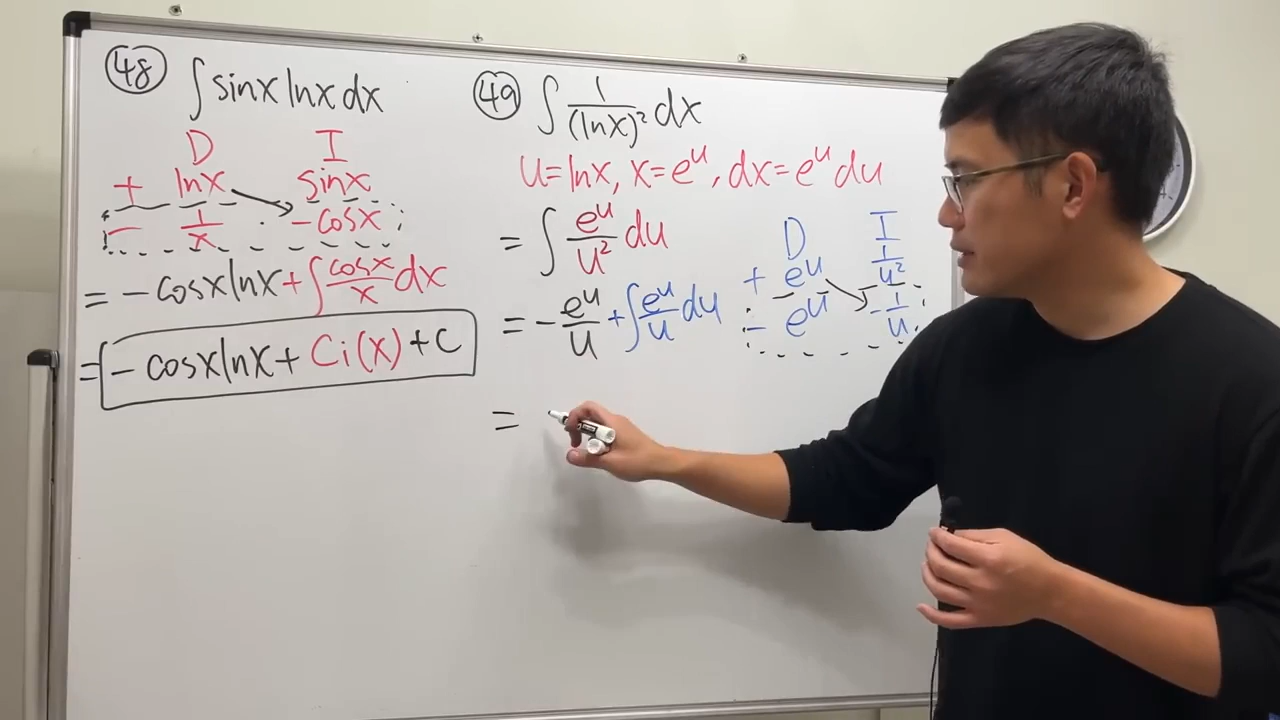 48 ∫ sinx lnx dx
D I
+ lnx sinx
- 1/x -cosx
= -cosx lnx + ∫ cosx/x dx
= -cosx lnx + Ci(x) + C
49 ∫ 1/(lnx)² dx
u = lnx, x = e^u, dx = e^u du
= ∫ e^u/u² du
D I
+ e^u 1/u²
- e^u -1/u
= -e^u/u + ∫ e^u/u du
=